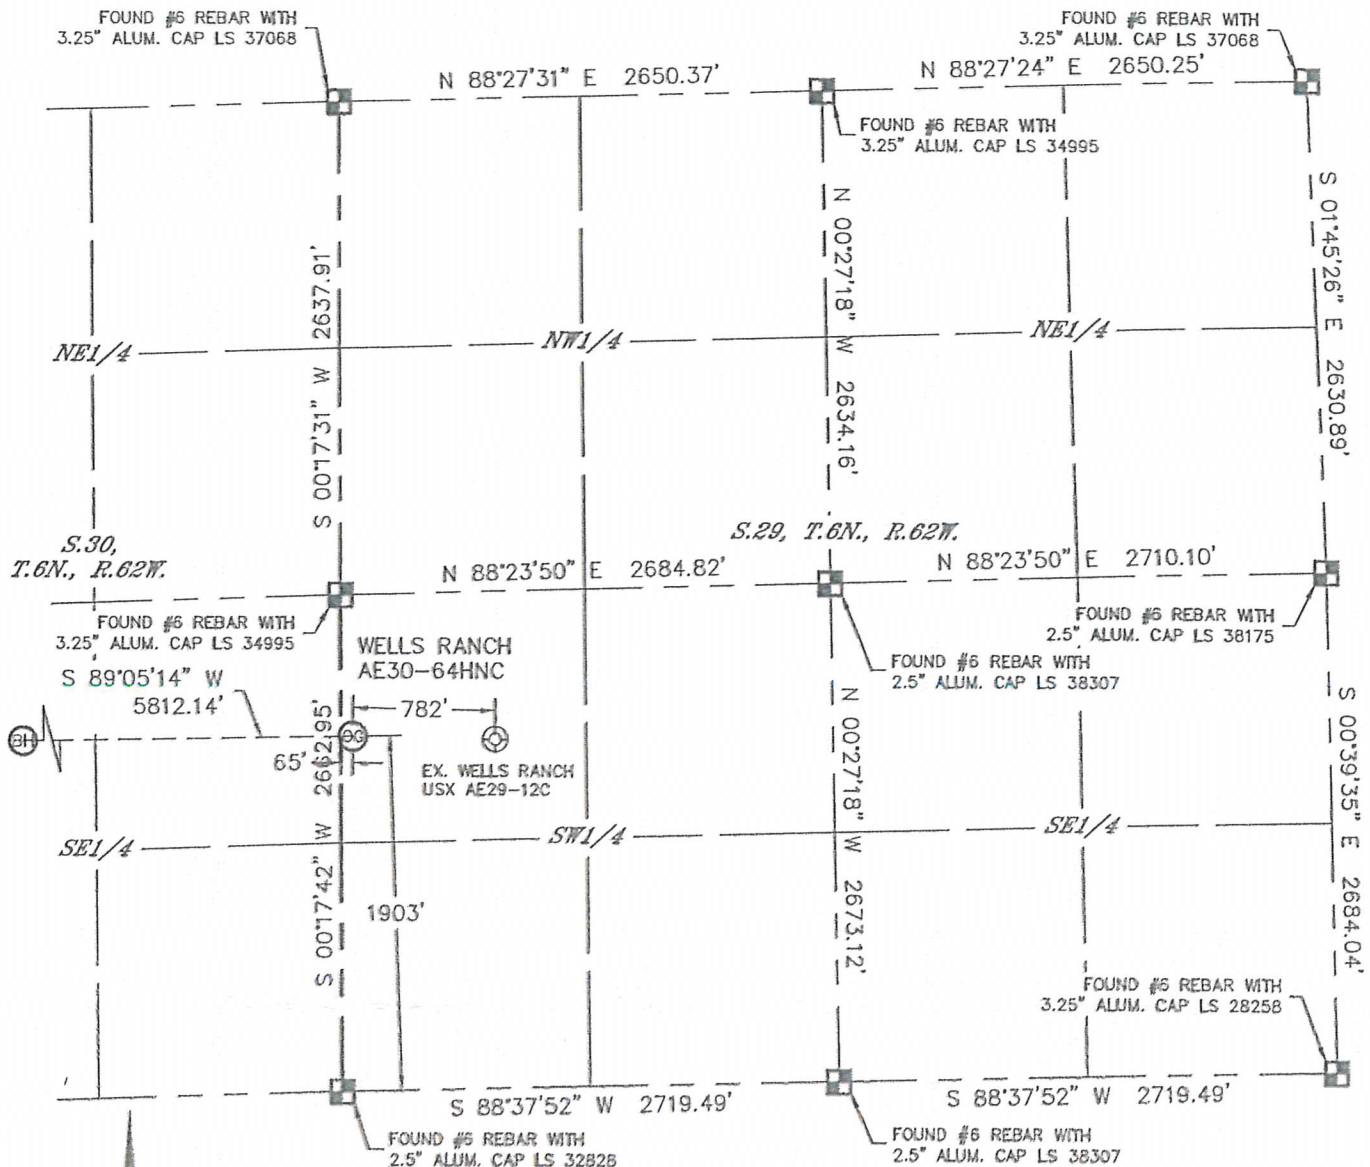 FOUND #6 REBAR WITH
3.25" ALUM. CAP LS 37068
FOUND #6 REBAR WITH
3.25" ALUM. CAP LS 37068
N 88°27'31" E 2650.37'
N 88°27'24" E 2650.25'
FOUND #6 REBAR WITH
3.25" ALUM. CAP LS 34995
S 00°17'31" W 2637.91'
N 00°27'18" W 2634.16'
S 01°45'26" E 2630.89'
NE1/4
NW1/4
NE1/4
S.30,
T.6N., R.62W.
S.29, T.6N., R.62W.
N 88°23'50" E 2684.82'
N 88°23'50" E 2710.10'
FOUND #6 REBAR WITH
3.25" ALUM. CAP LS 34995
FOUND #6 REBAR WITH
2.5" ALUM. CAP LS 38175
WELLS RANCH
AE30-64HNC
FOUND #6 REBAR WITH
2.5" ALUM. CAP LS 38307
S 89°05'14" W
5812.14'
782'
BH
65'
EX. WELLS RANCH
USX AE29-12C
S 00°17'42" W 2662.95'
N 00°27'18" W 2673.12'
S 00°39'35" E 2684.04'
SE1/4
SW1/4
SE1/4
1903'
FOUND #6 REBAR WITH
3.25" ALUM. CAP LS 28258
S 88°37'52" W 2719.49'
S 88°37'52" W 2719.49'
FOUND #6 REBAR WITH
2.5" ALUM. CAP LS 32828
FOUND #6 REBAR WITH
2.5" ALUM. CAP LS 38307